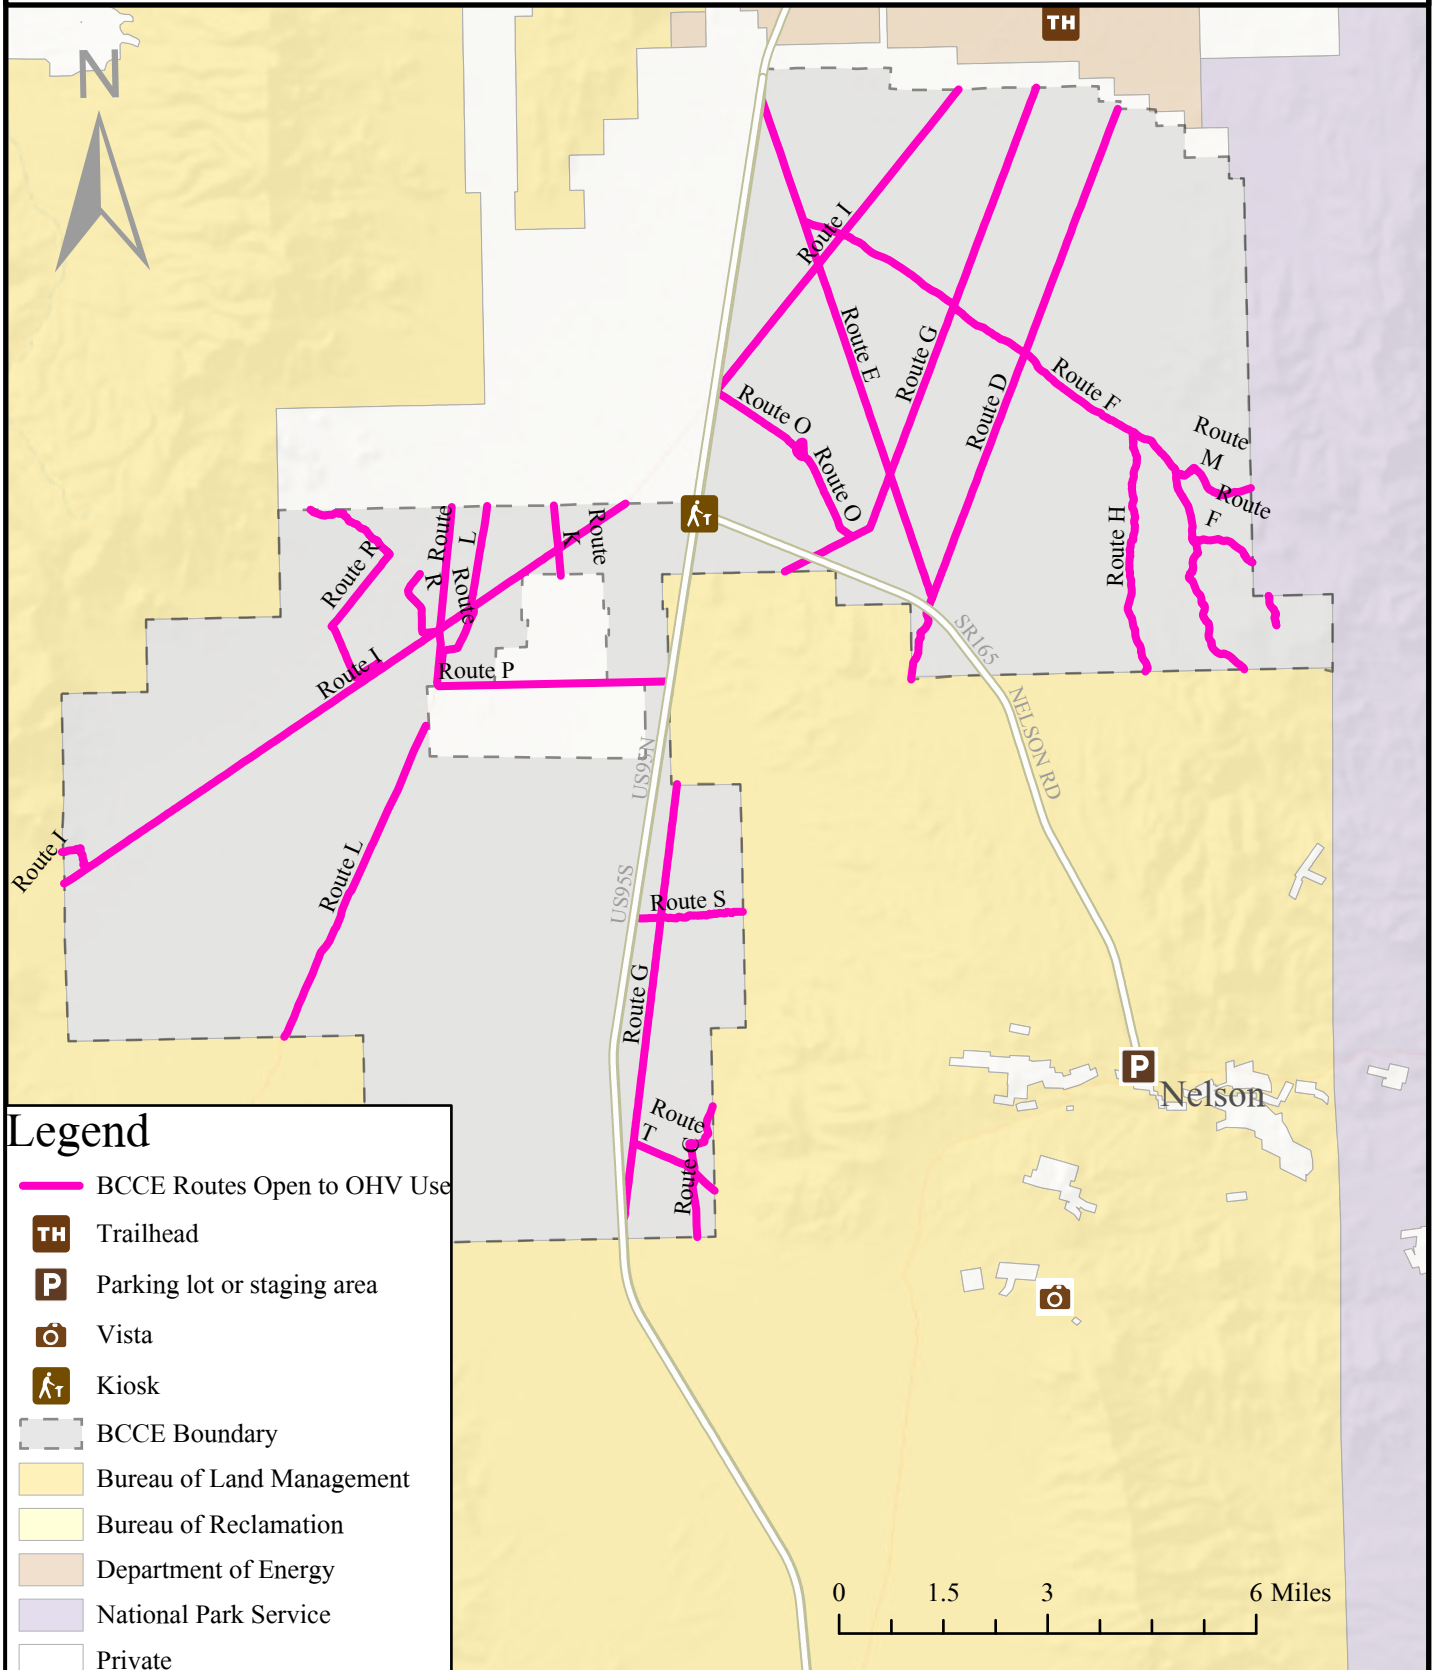 N
TH
Route I
Route E
Route G
Route D
Route F
Route O
Route O
Route
M
Route
F
Route H
Route R
Route
R
L
Route
K
Route
Route I
Route P
SR165
NELSON RD
US95N
US95S
Route I
Route L
Route S
Route G
Route
T
Route C
P
Nelson
Legend
BCCE Routes Open to OHV Use
TH
Trailhead
P
Parking lot or staging area
Vista
Kiosk
BCCE Boundary
Bureau of Land Management
Bureau of Reclamation
Department of Energy
National Park Service
Private
0 1.5 3 6 Miles